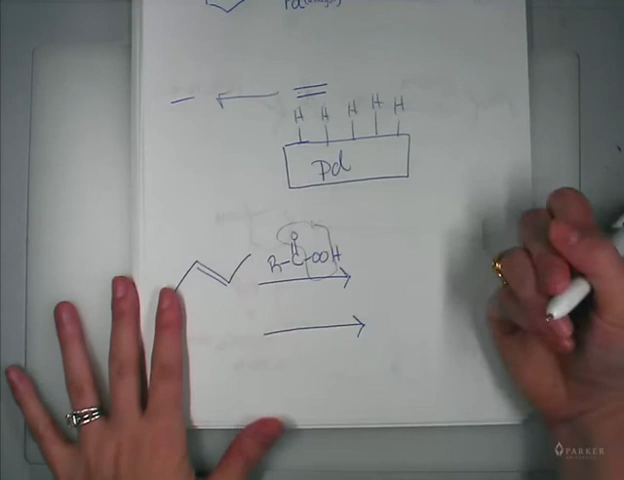 H H H H H
Pd
O
R-C-OOH
PARKER